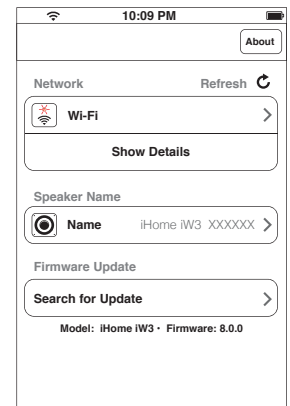 10:09 PM
About
Network Refresh
Wi-Fi
Show Details
Speaker Name
Name iHome iW3 XXXXXX
Firmware Update
Search for Update
Model: iHome iW3 • Firmware: 8.0.0